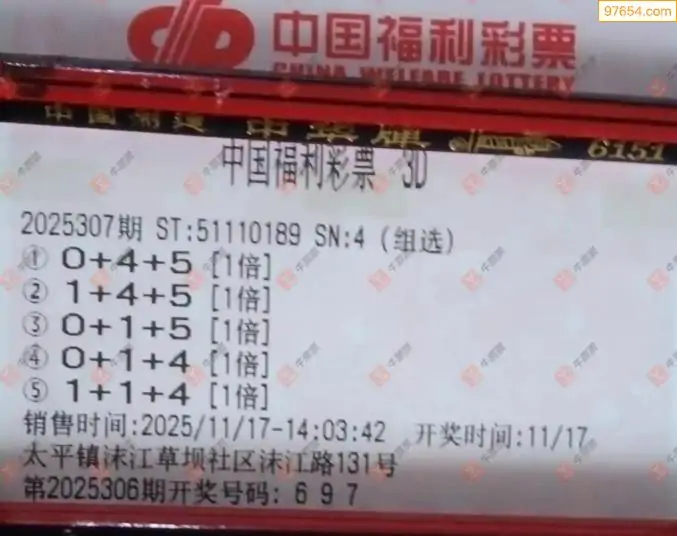 97654.com
中国福利彩票
CHINA WELFARE LOTTERY
6151
中国福利彩票 3D
2025307期 ST:51110189 SN:4 (组选)
① 0+4+5 [1倍]
② 1+4+5 [1倍]
③ 0+1+5 [1倍]
④ 0+1+4 [1倍]
⑤ 1+1+4 [1倍]
销售时间:2025/11/17-14:03:42 开奖时间:11/17
太平镇沫江草坝社区沫江路131号
第2025306期开奖号码: 6 9 7